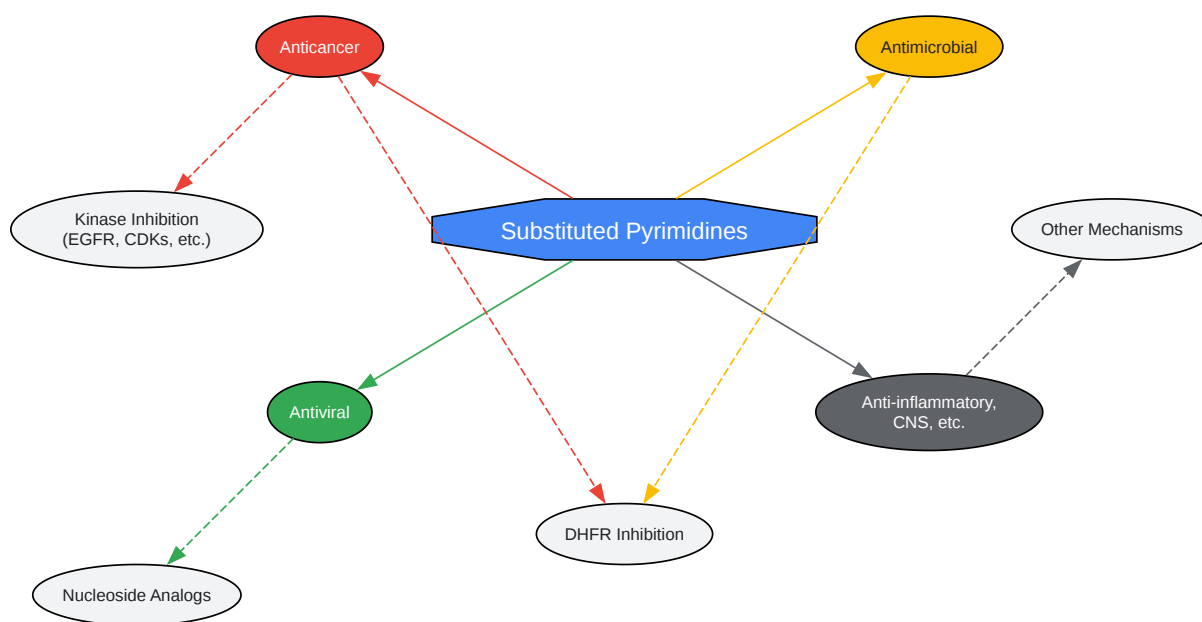 Anticancer
Antimicrobial
Kinase Inhibition
(EGFR, CDKs, etc.)
Substituted Pyrimidines
Other Mechanisms
Antiviral
Anti-inflammatory,
CNS, etc.
DHFR Inhibition
Nucleoside Analogs